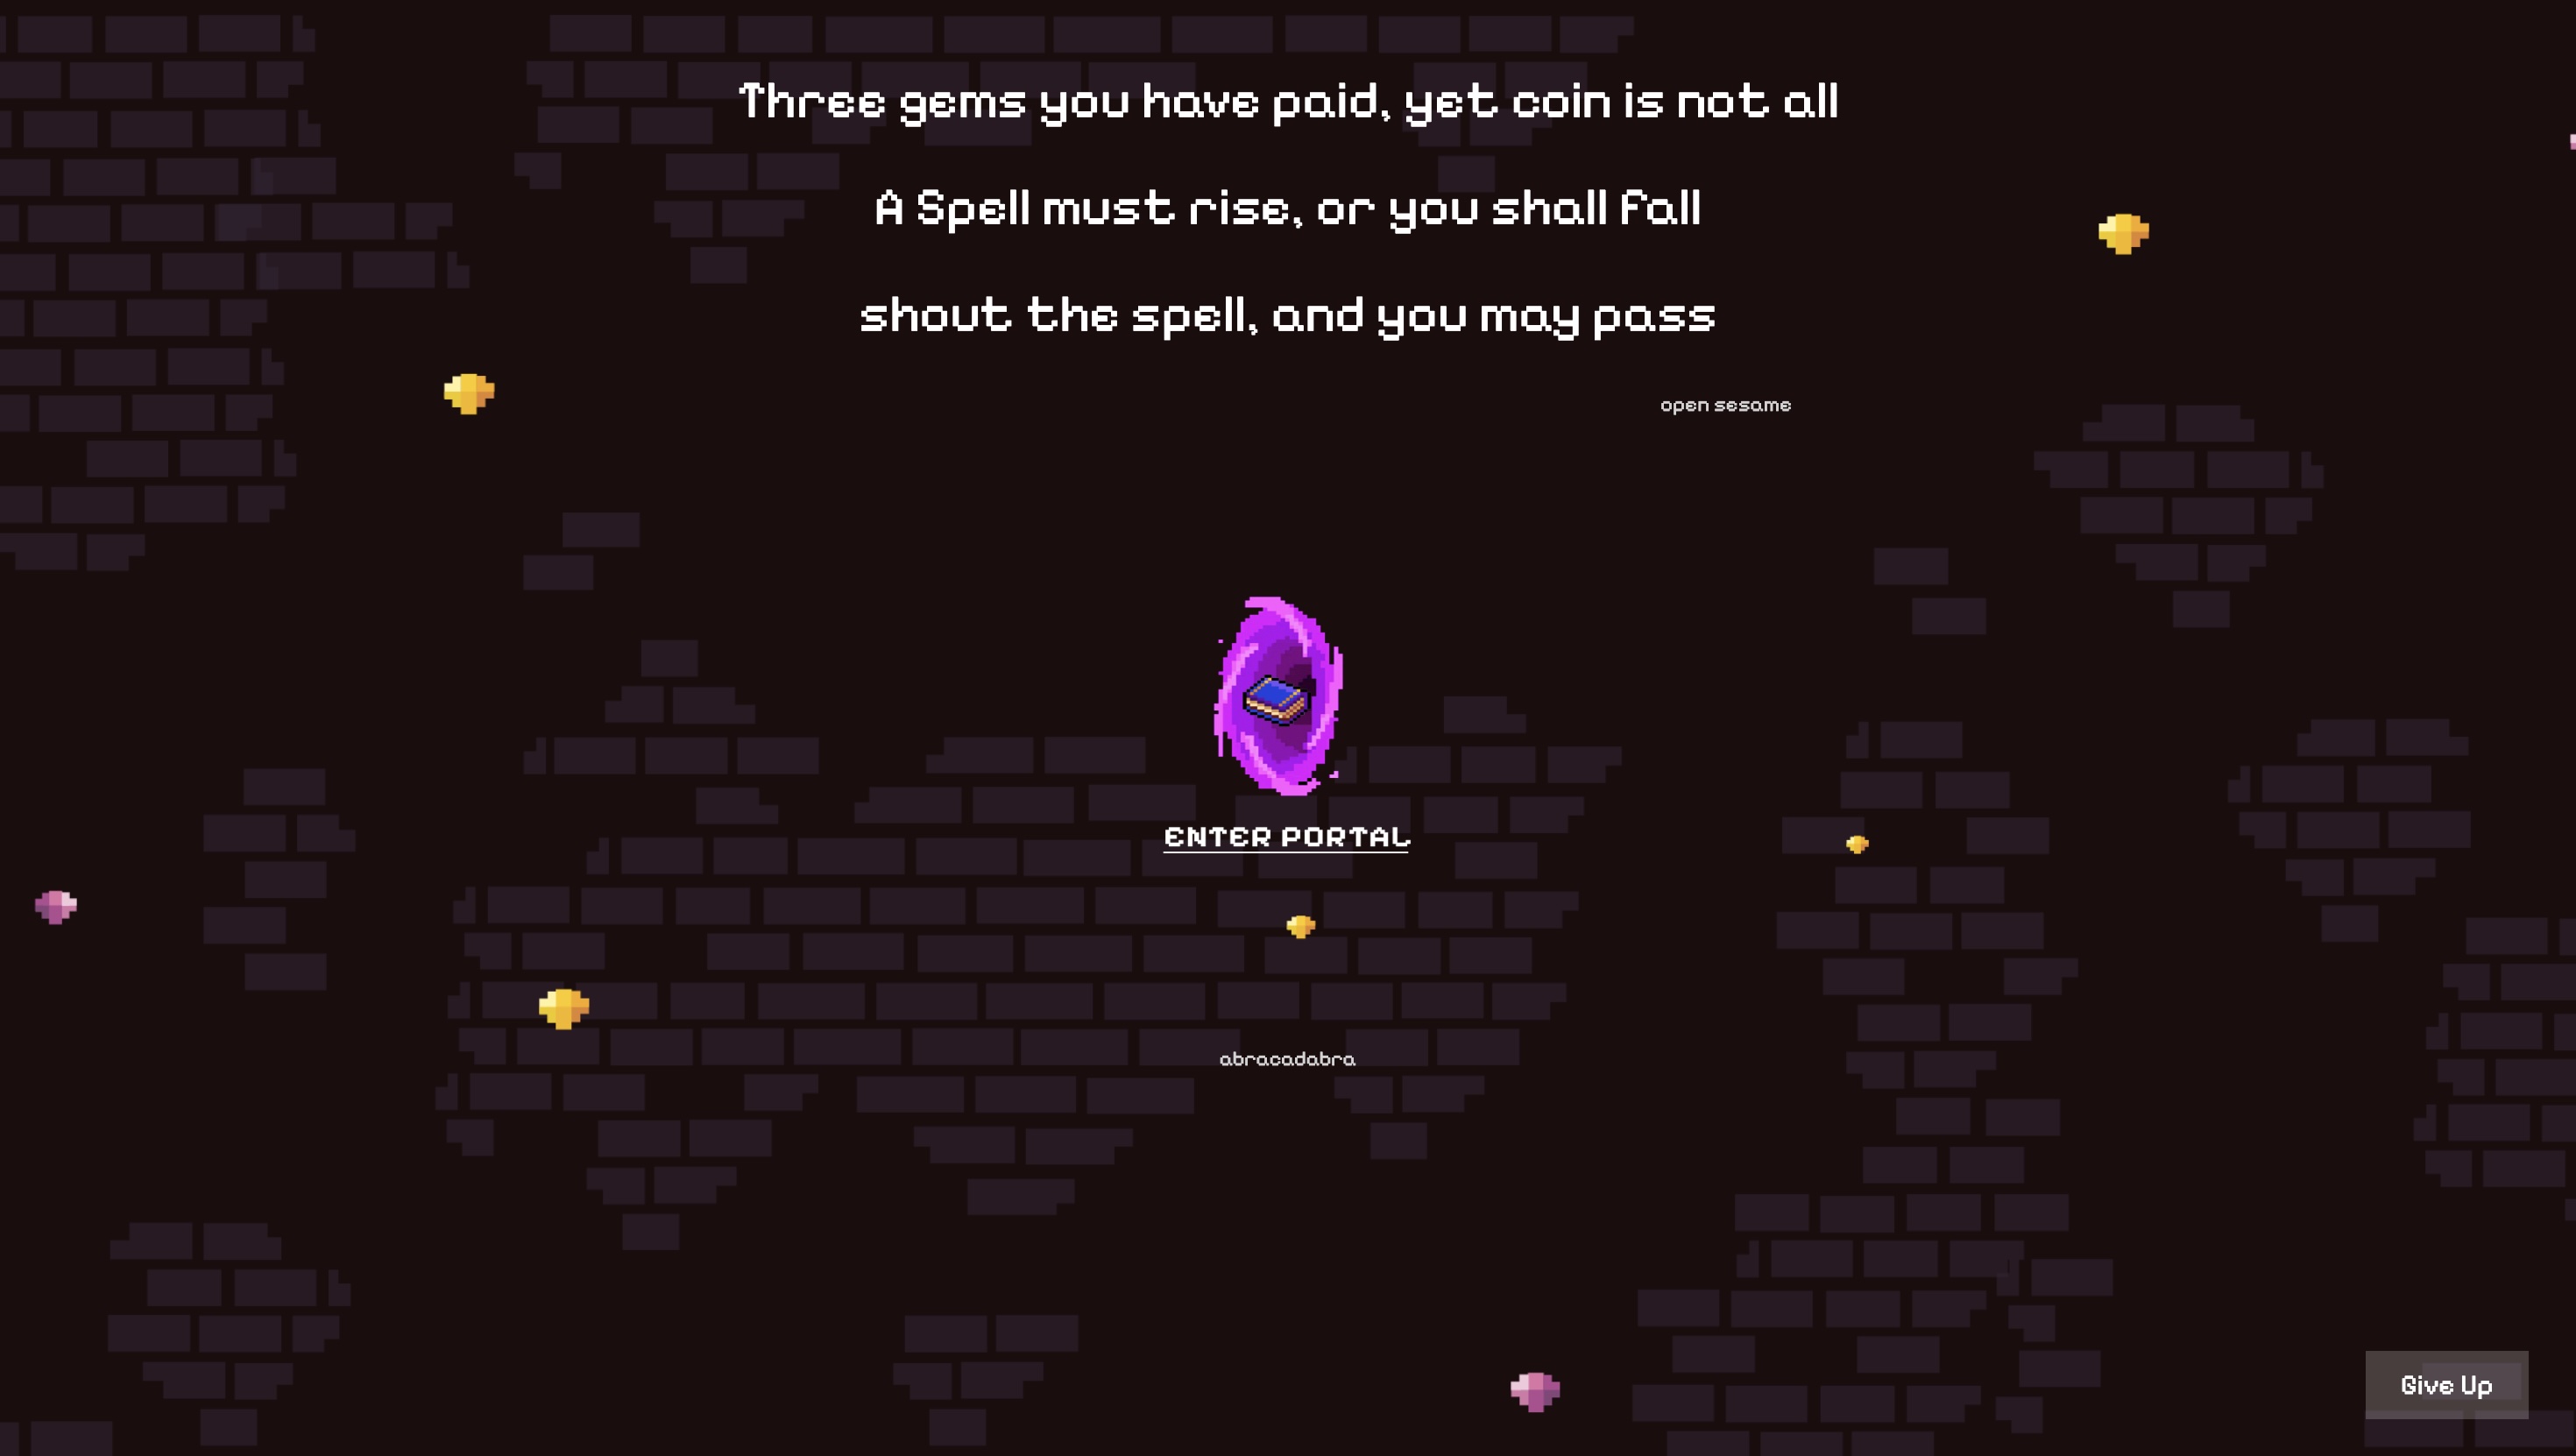 Three gems you have paid, yet coin is not all
A Spell must rise, or you shall fall
shout the spell, and you may pass
open sesame
ENTER PORTAL
abracadabra
Give Up